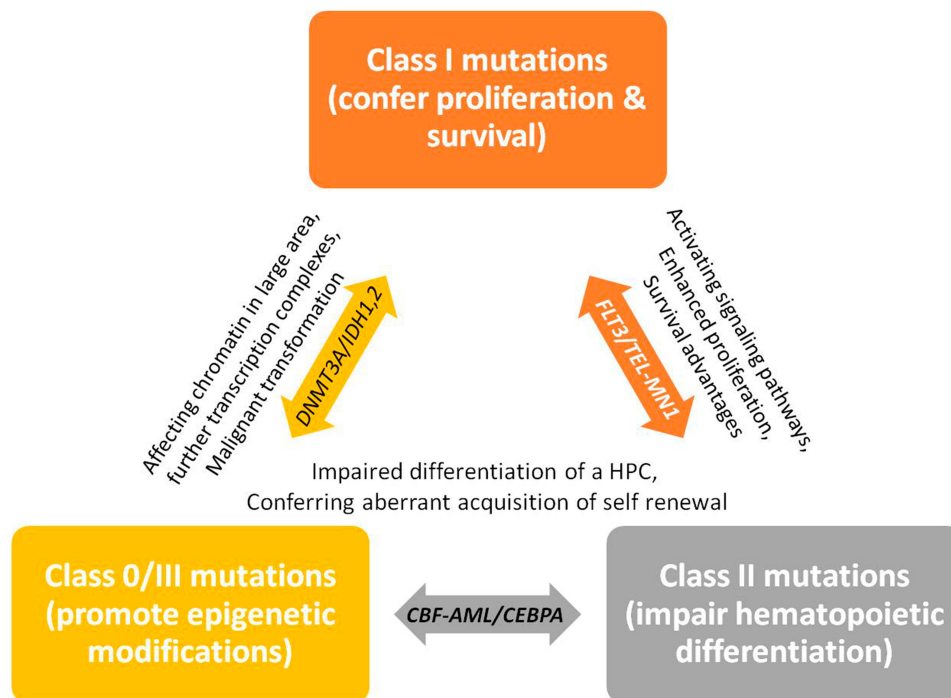 Class I mutations
(confer proliferation &
survival)
Affecting chromatin in large area,
further transcription complexes,
Malignant transformation
DNMT3A/IDH1,2
FLT3/TEL-MN1
Activating signaling pathways,
Enhanced proliferation,
Survival advantages
Impaired differentiation of a HPC,
Conferring aberrant acquisition of self renewal
Class 0/III mutations
(promote epigenetic
modifications)
CBF-AML/CEBPA
Class II mutations
(impair hematopoietic
differentiation)